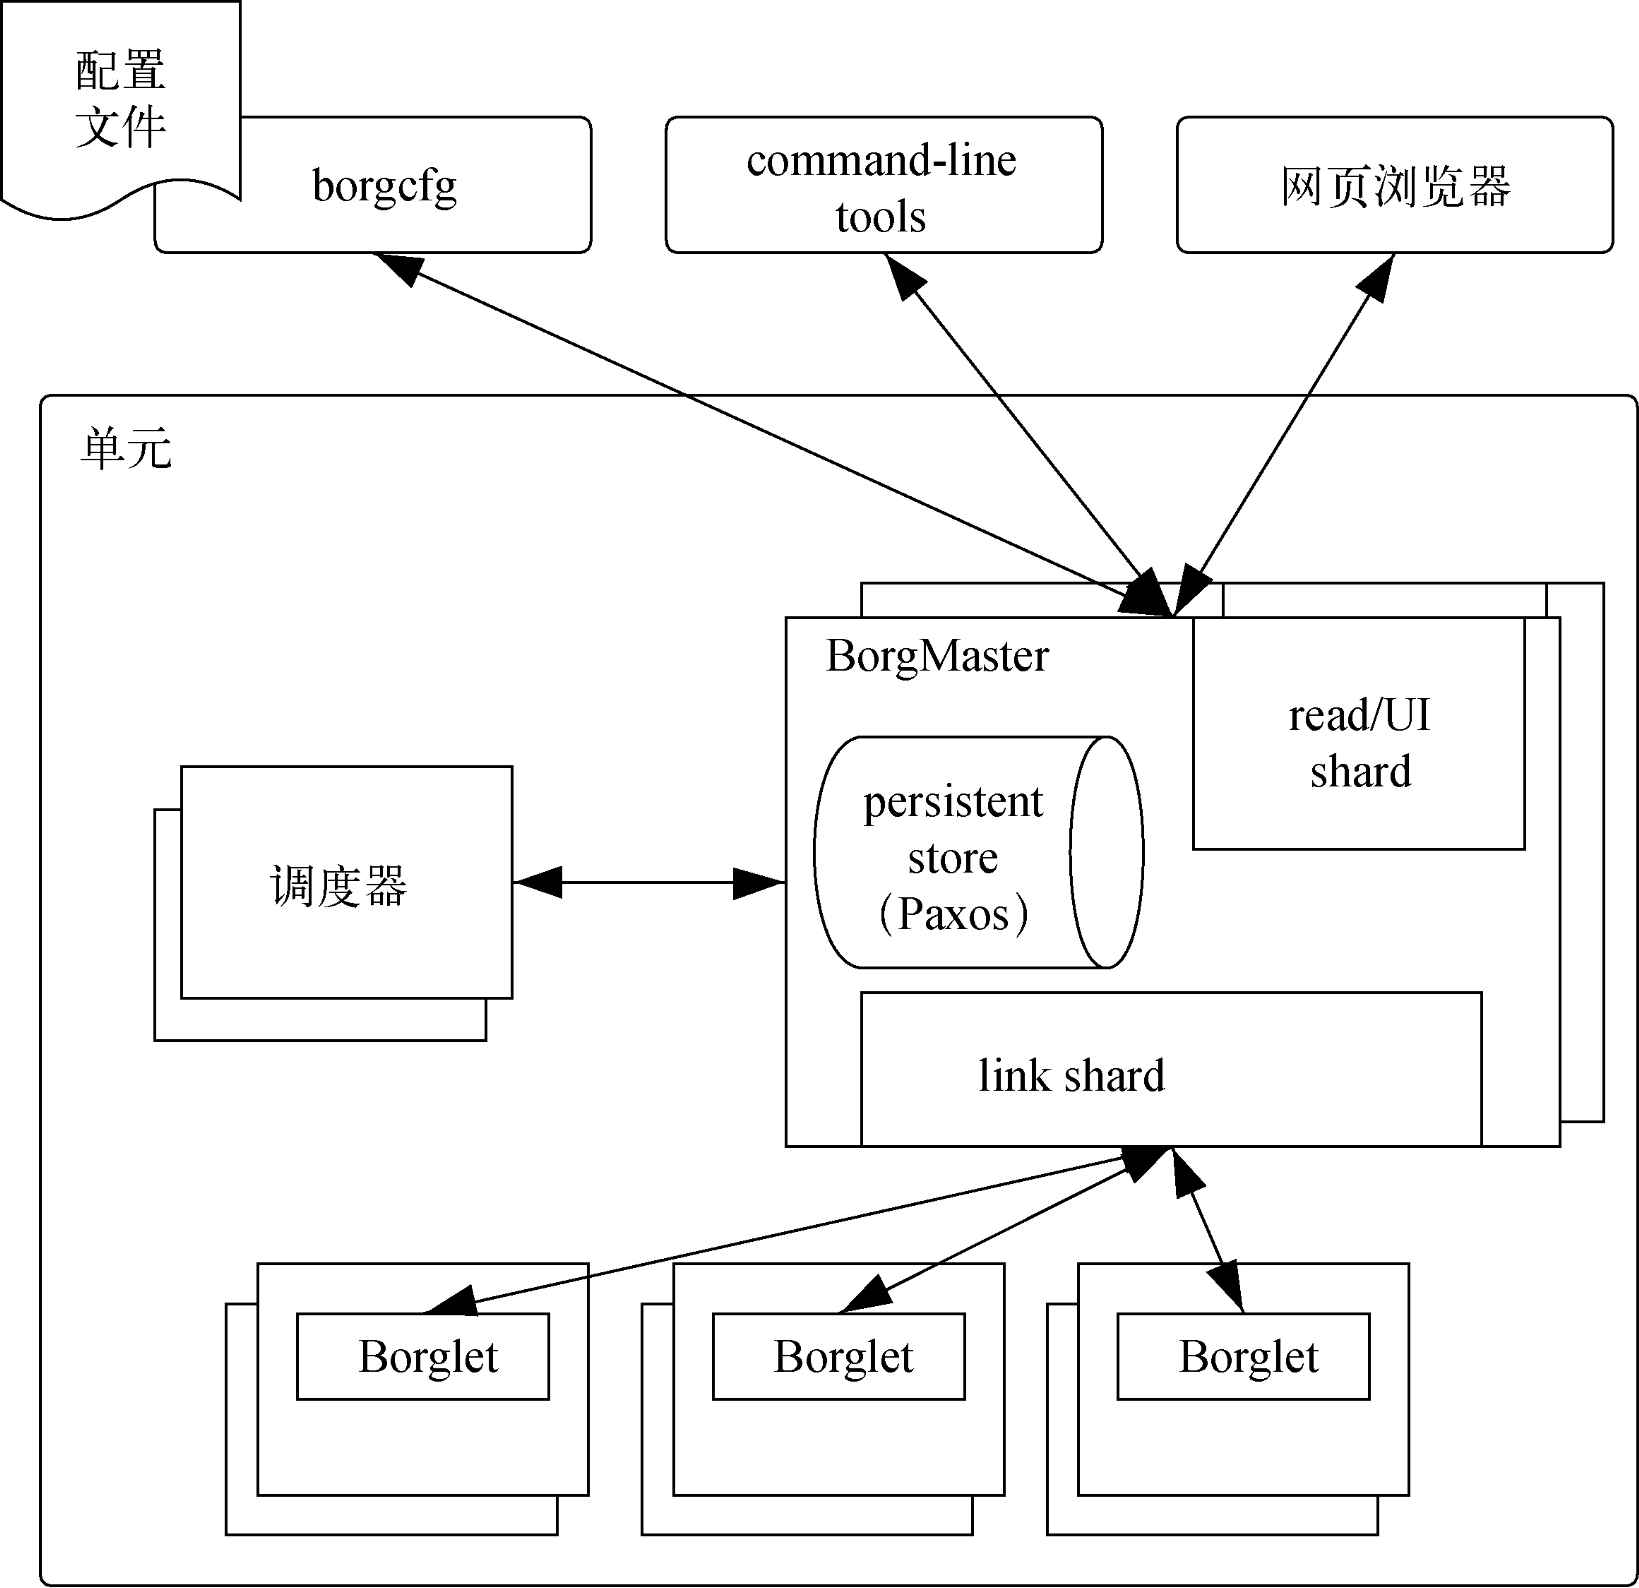 配置
文件
borgcfg
command-line
tools
网页浏览器
单元
BorgMaster
read/UI
shard
persistent
store
（Paxos）
调度器
link shard
Borglet
Borglet
Borglet